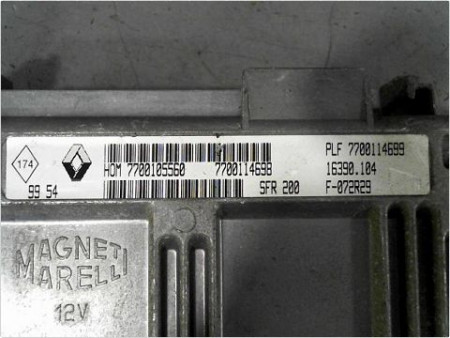 174
99 54
HOM 7700105560 7700114698
SFR 200
PLF 7700114699
16390.104
F-072R29
MAGNETI
MARELLI
12V